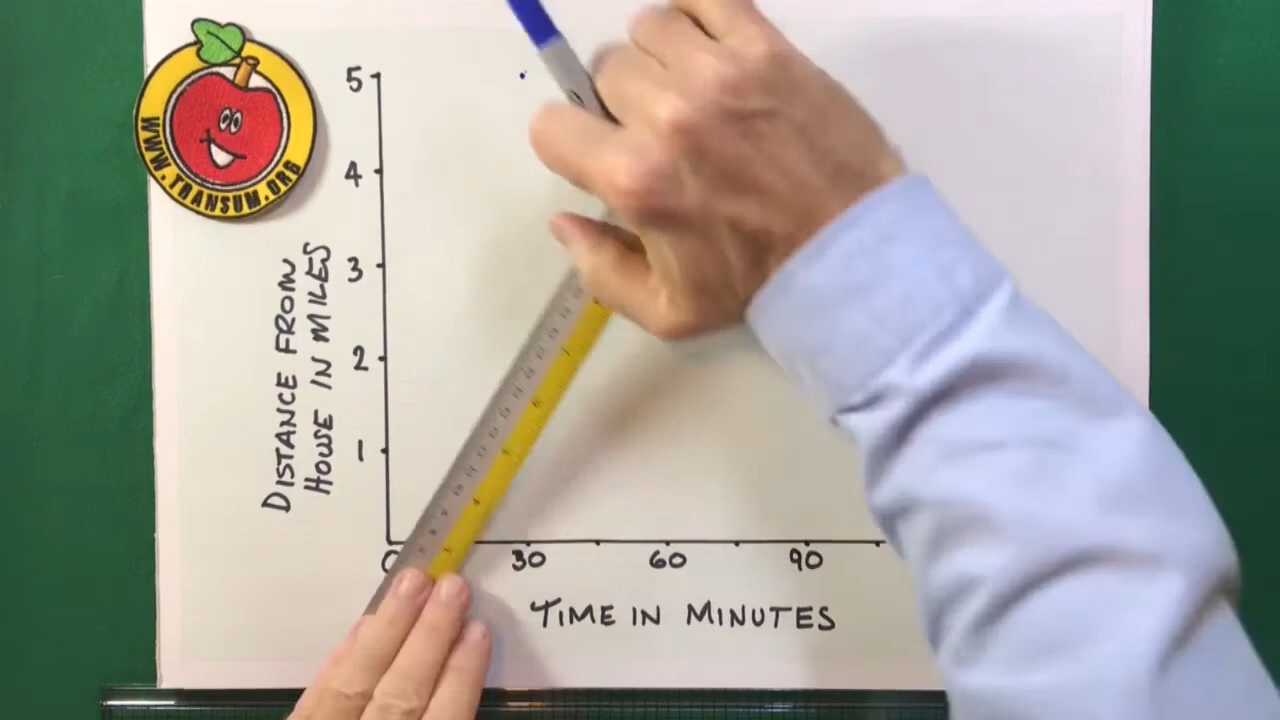 WWW.TRANSUM.ORG
5
4
3
2
1
DISTANCE FROM
HOUSE IN MILES
0 30 60 90
TIME IN MINUTES